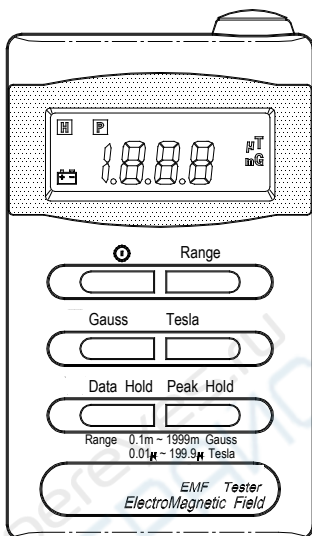 H P
1.8.8.8 µT
mG
Range
Gauss Tesla
Data Hold Peak Hold
Range 0.1m ~ 1999m Gauss
0.01µ ~ 199.9µ Tesla
EMF Tester
ElectroMagnetic Field